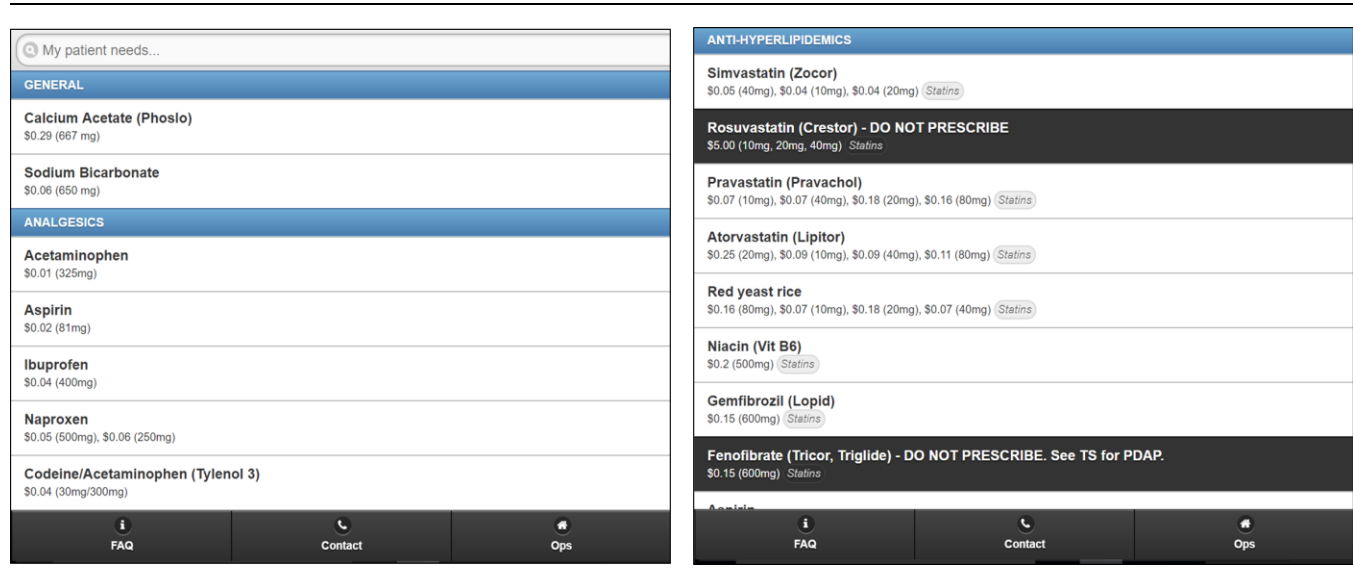 My patient needs...
GENERAL
Calcium Acetate (Phoslo)
$0.29 (667 mg)
Sodium Bicarbonate
$0.06 (650 mg)
ANALGESICS
Acetaminophen
$0.01 (325mg)
Aspirin
$0.02 (81mg)
Ibuprofen
$0.04 (400mg)
Naproxen
$0.05 (500mg), $0.06 (250mg)
Codeine/Acetaminophen (Tylenol 3)
$0.04 (30mg/300mg)
FAQ
Contact
Ops
ANTI-HYPERLIPIDEMICS
Simvastatin (Zocor)
$0.05 (40mg), $0.04 (10mg), $0.04 (20mg) Statins
Rosuvastatin (Crestor) - DO NOT PRESCRIBE
$5.00 (10mg, 20mg, 40mg) Statins
Pravastatin (Pravachol)
$0.07 (10mg), $0.07 (40mg), $0.18 (20mg), $0.16 (80mg) Statins
Atorvastatin (Lipitor)
$0.25 (20mg), $0.09 (10mg), $0.09 (40mg), $0.11 (80mg) Statins
Red yeast rice
$0.16 (80mg), $0.07 (10mg), $0.18 (20mg), $0.07 (40mg) Statins
Niacin (Vit B6)
$0.2 (500mg) Statins
Gemfibrozil (Lopid)
$0.15 (600mg) Statins
Fenofibrate (Tricor, Triglide) - DO NOT PRESCRIBE. See TS for PDAP.
$0.15 (600mg) Statins
FAQ
Contact
Ops